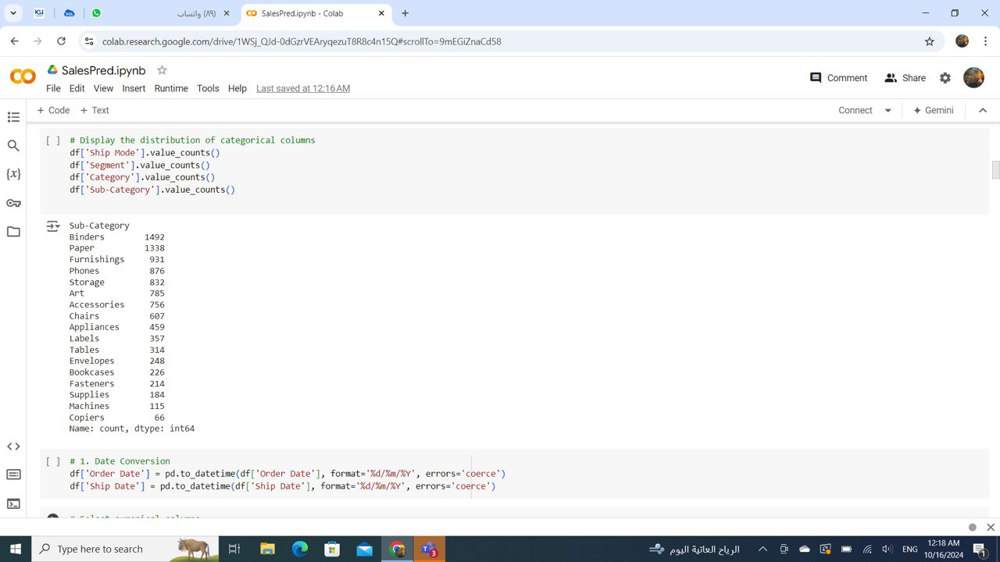 (٨٩) واتساب
SalesPred.ipynb - Colab
colab.research.google.com/drive/1WSj_QJd-0dGzrVEAryqezuT8R8c4n15Q#scrollTo=9mEGiZnaCd58
SalesPred.ipynb
Comment Share
File Edit View Insert Runtime Tools Help Last saved at 12:16 AM
+ Code + Text
Connect Gemini
[ ] # Display the distribution of categorical columns
df['Ship Mode'].value_counts()
df['Segment'].value_counts()
df['Category'].value_counts()
df['Sub-Category'].value_counts()
Sub-Category
Binders 1492
Paper 1338
Furnishings 931
Phones 876
Storage 832
Art 785
Accessories 756
Chairs 607
Appliances 459
Labels 357
Tables 314
Envelopes 248
Bookcases 226
Fasteners 214
Supplies 184
Machines 115
Copiers 66
Name: count, dtype: int64
[ ] # 1. Date Conversion
df['Order Date'] = pd.to_datetime(df['Order Date'], format='%d/%m/%Y', errors='coerce')
df['Ship Date'] = pd.to_datetime(df['Ship Date'], format='%d/%m/%Y', errors='coerce')
# Select numerical columns
Type here to search
3
الرياح العاتية اليوم
ENG
12:18 AM
10/16/2024
1